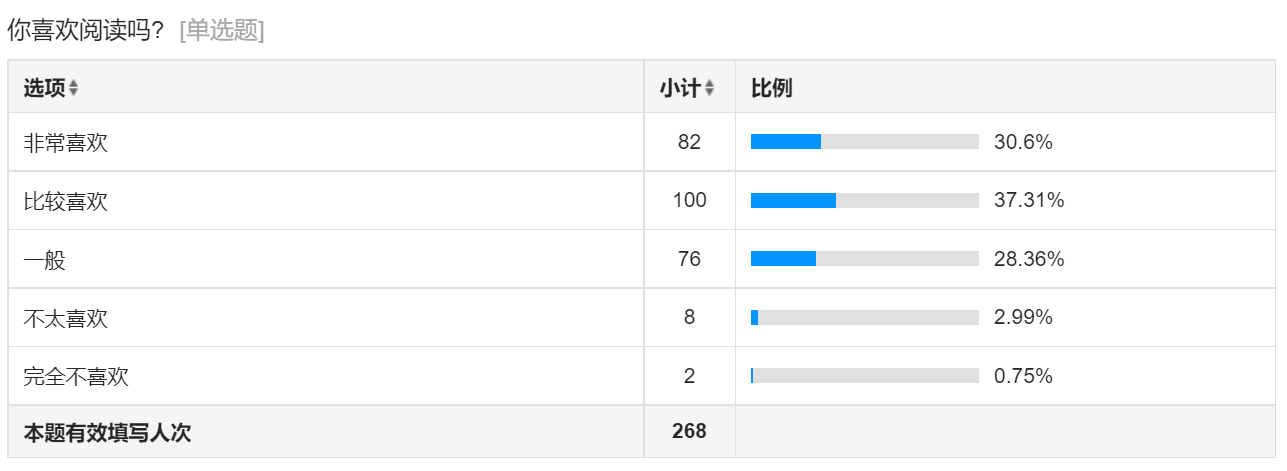 你喜欢阅读吗? [单选题]
选项 小计 比例
非常喜欢 82 30.6%
比较喜欢 100 37.31%
一般 76 28.36%
不太喜欢 8 2.99%
完全不喜欢 2 0.75%
本题有效填写人次 268